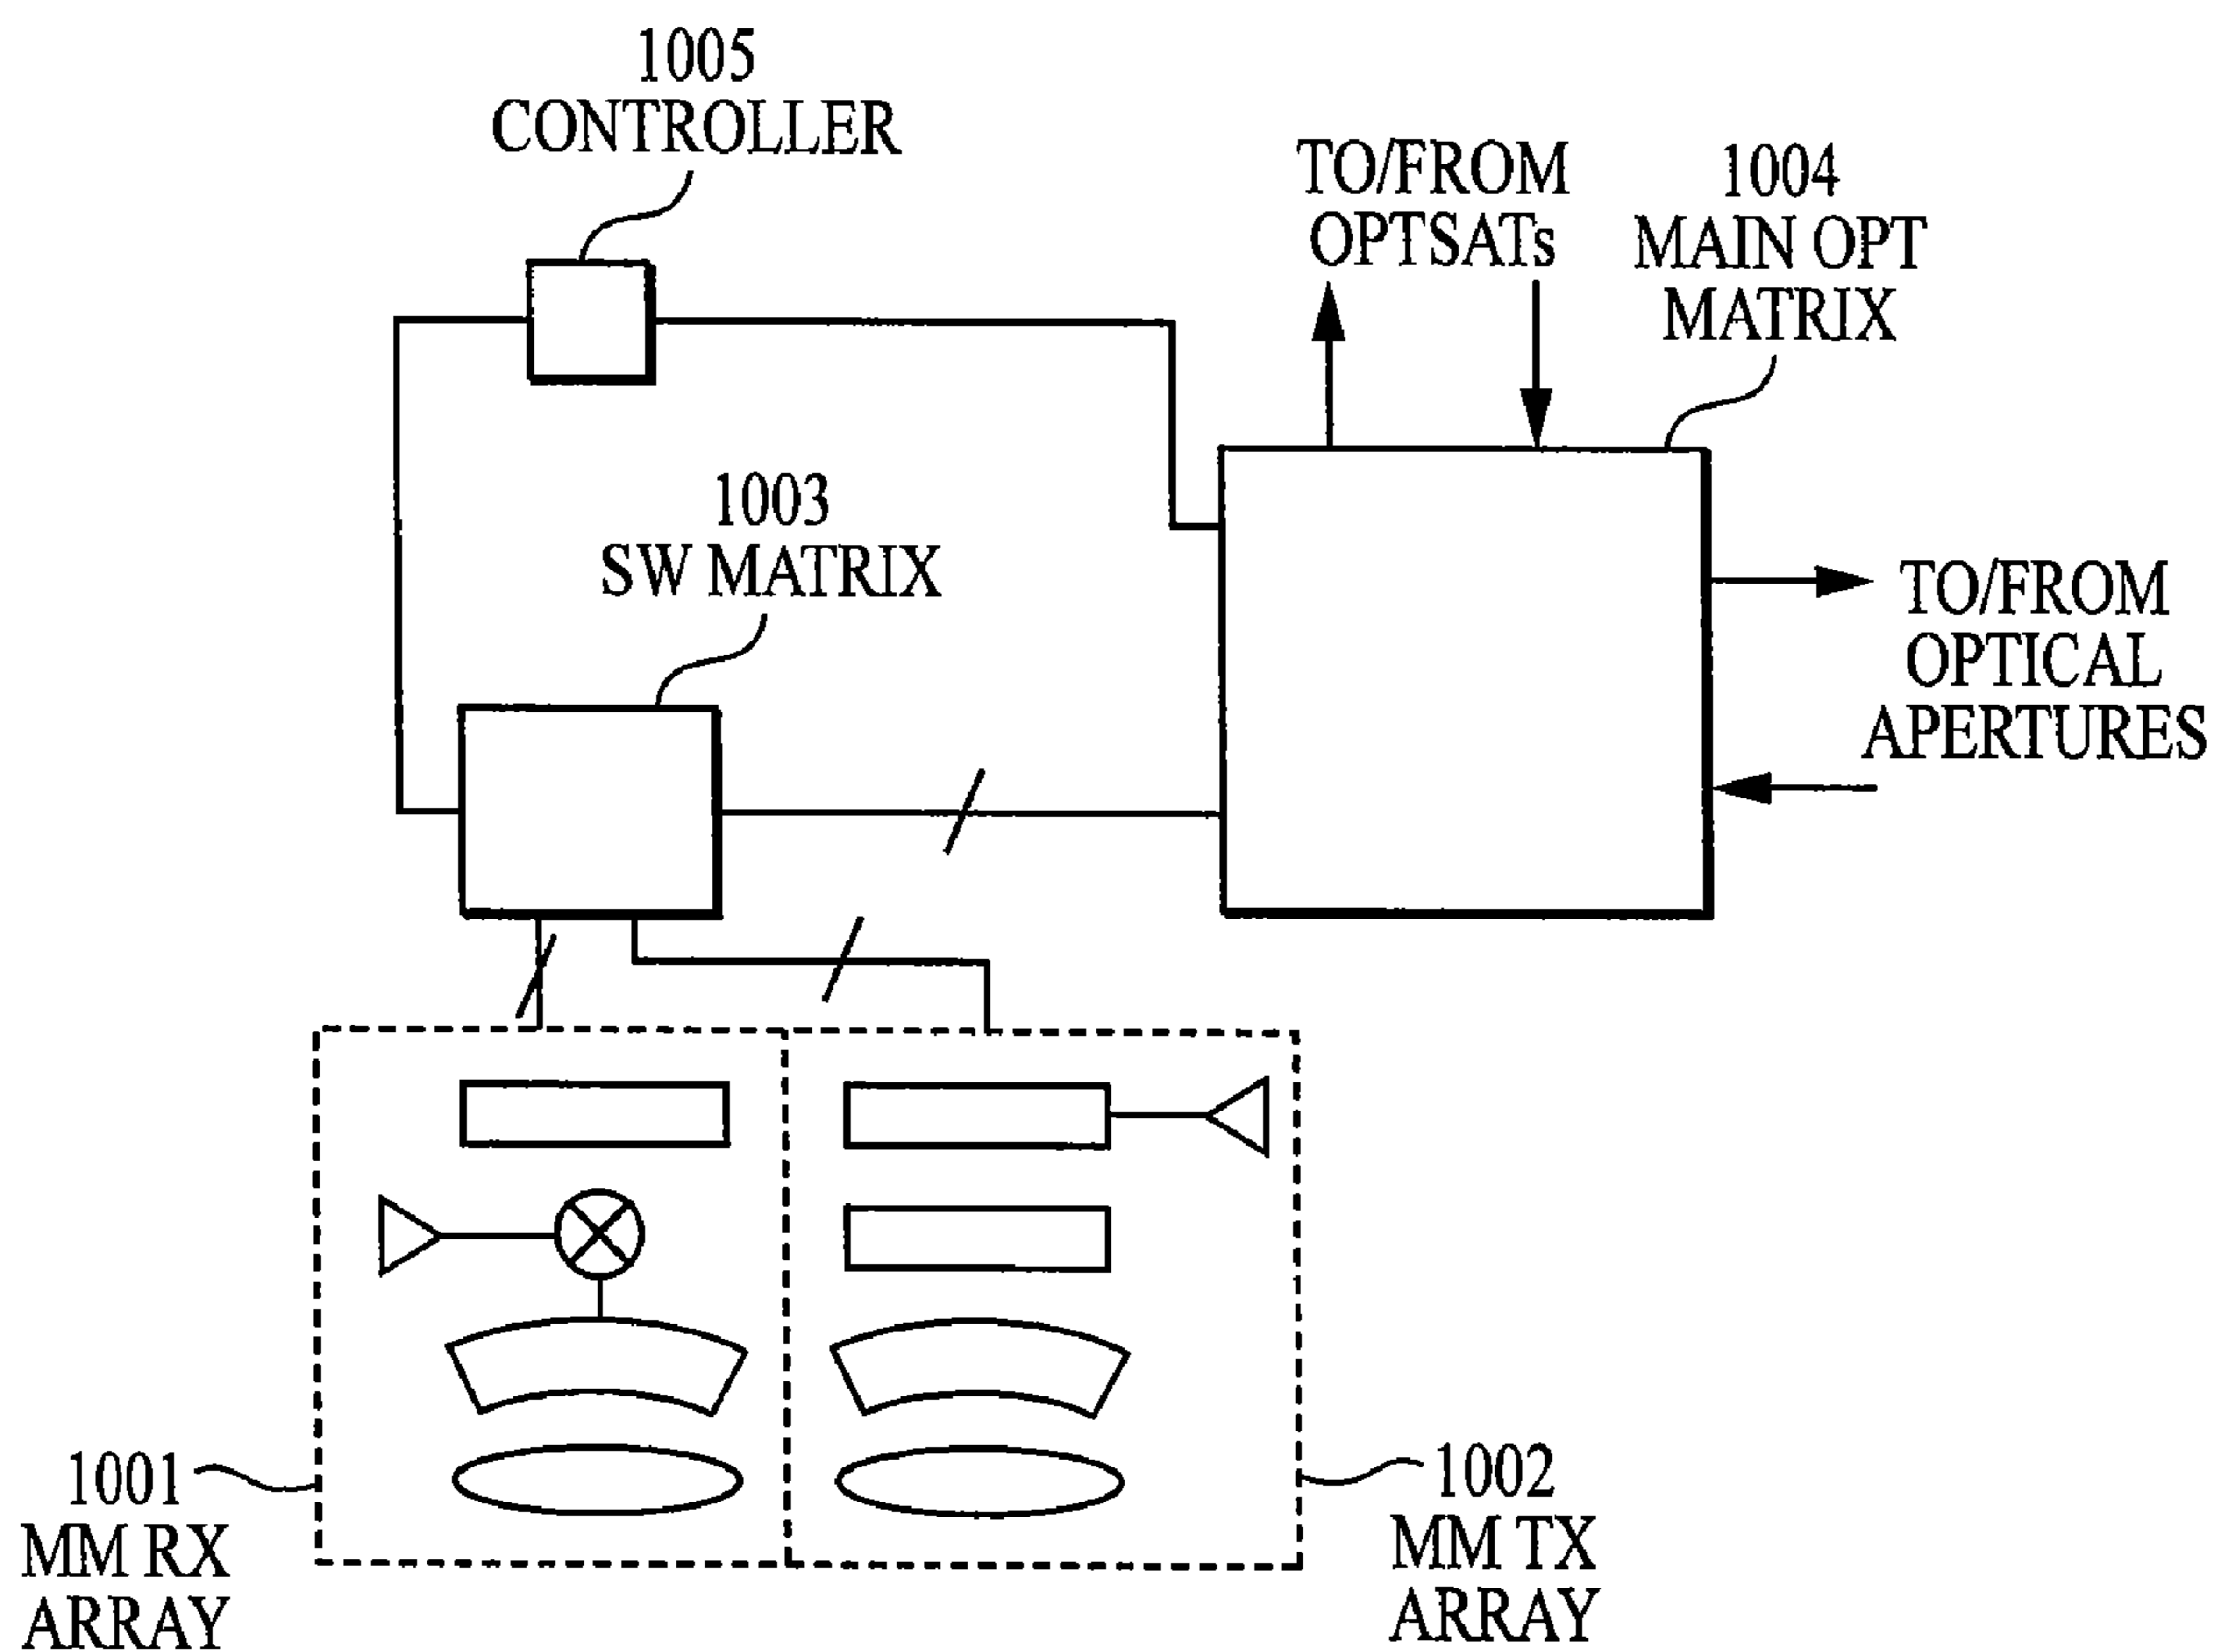 1005
CONTROLLER
TO/FROM
OPTSATs
1004
MAIN OPT
MATRIX
1003
SW MATRIX
TO/FROM
OPTICAL
APERTURES
1001
MM RX
ARRAY
1002
MM TX
ARRAY